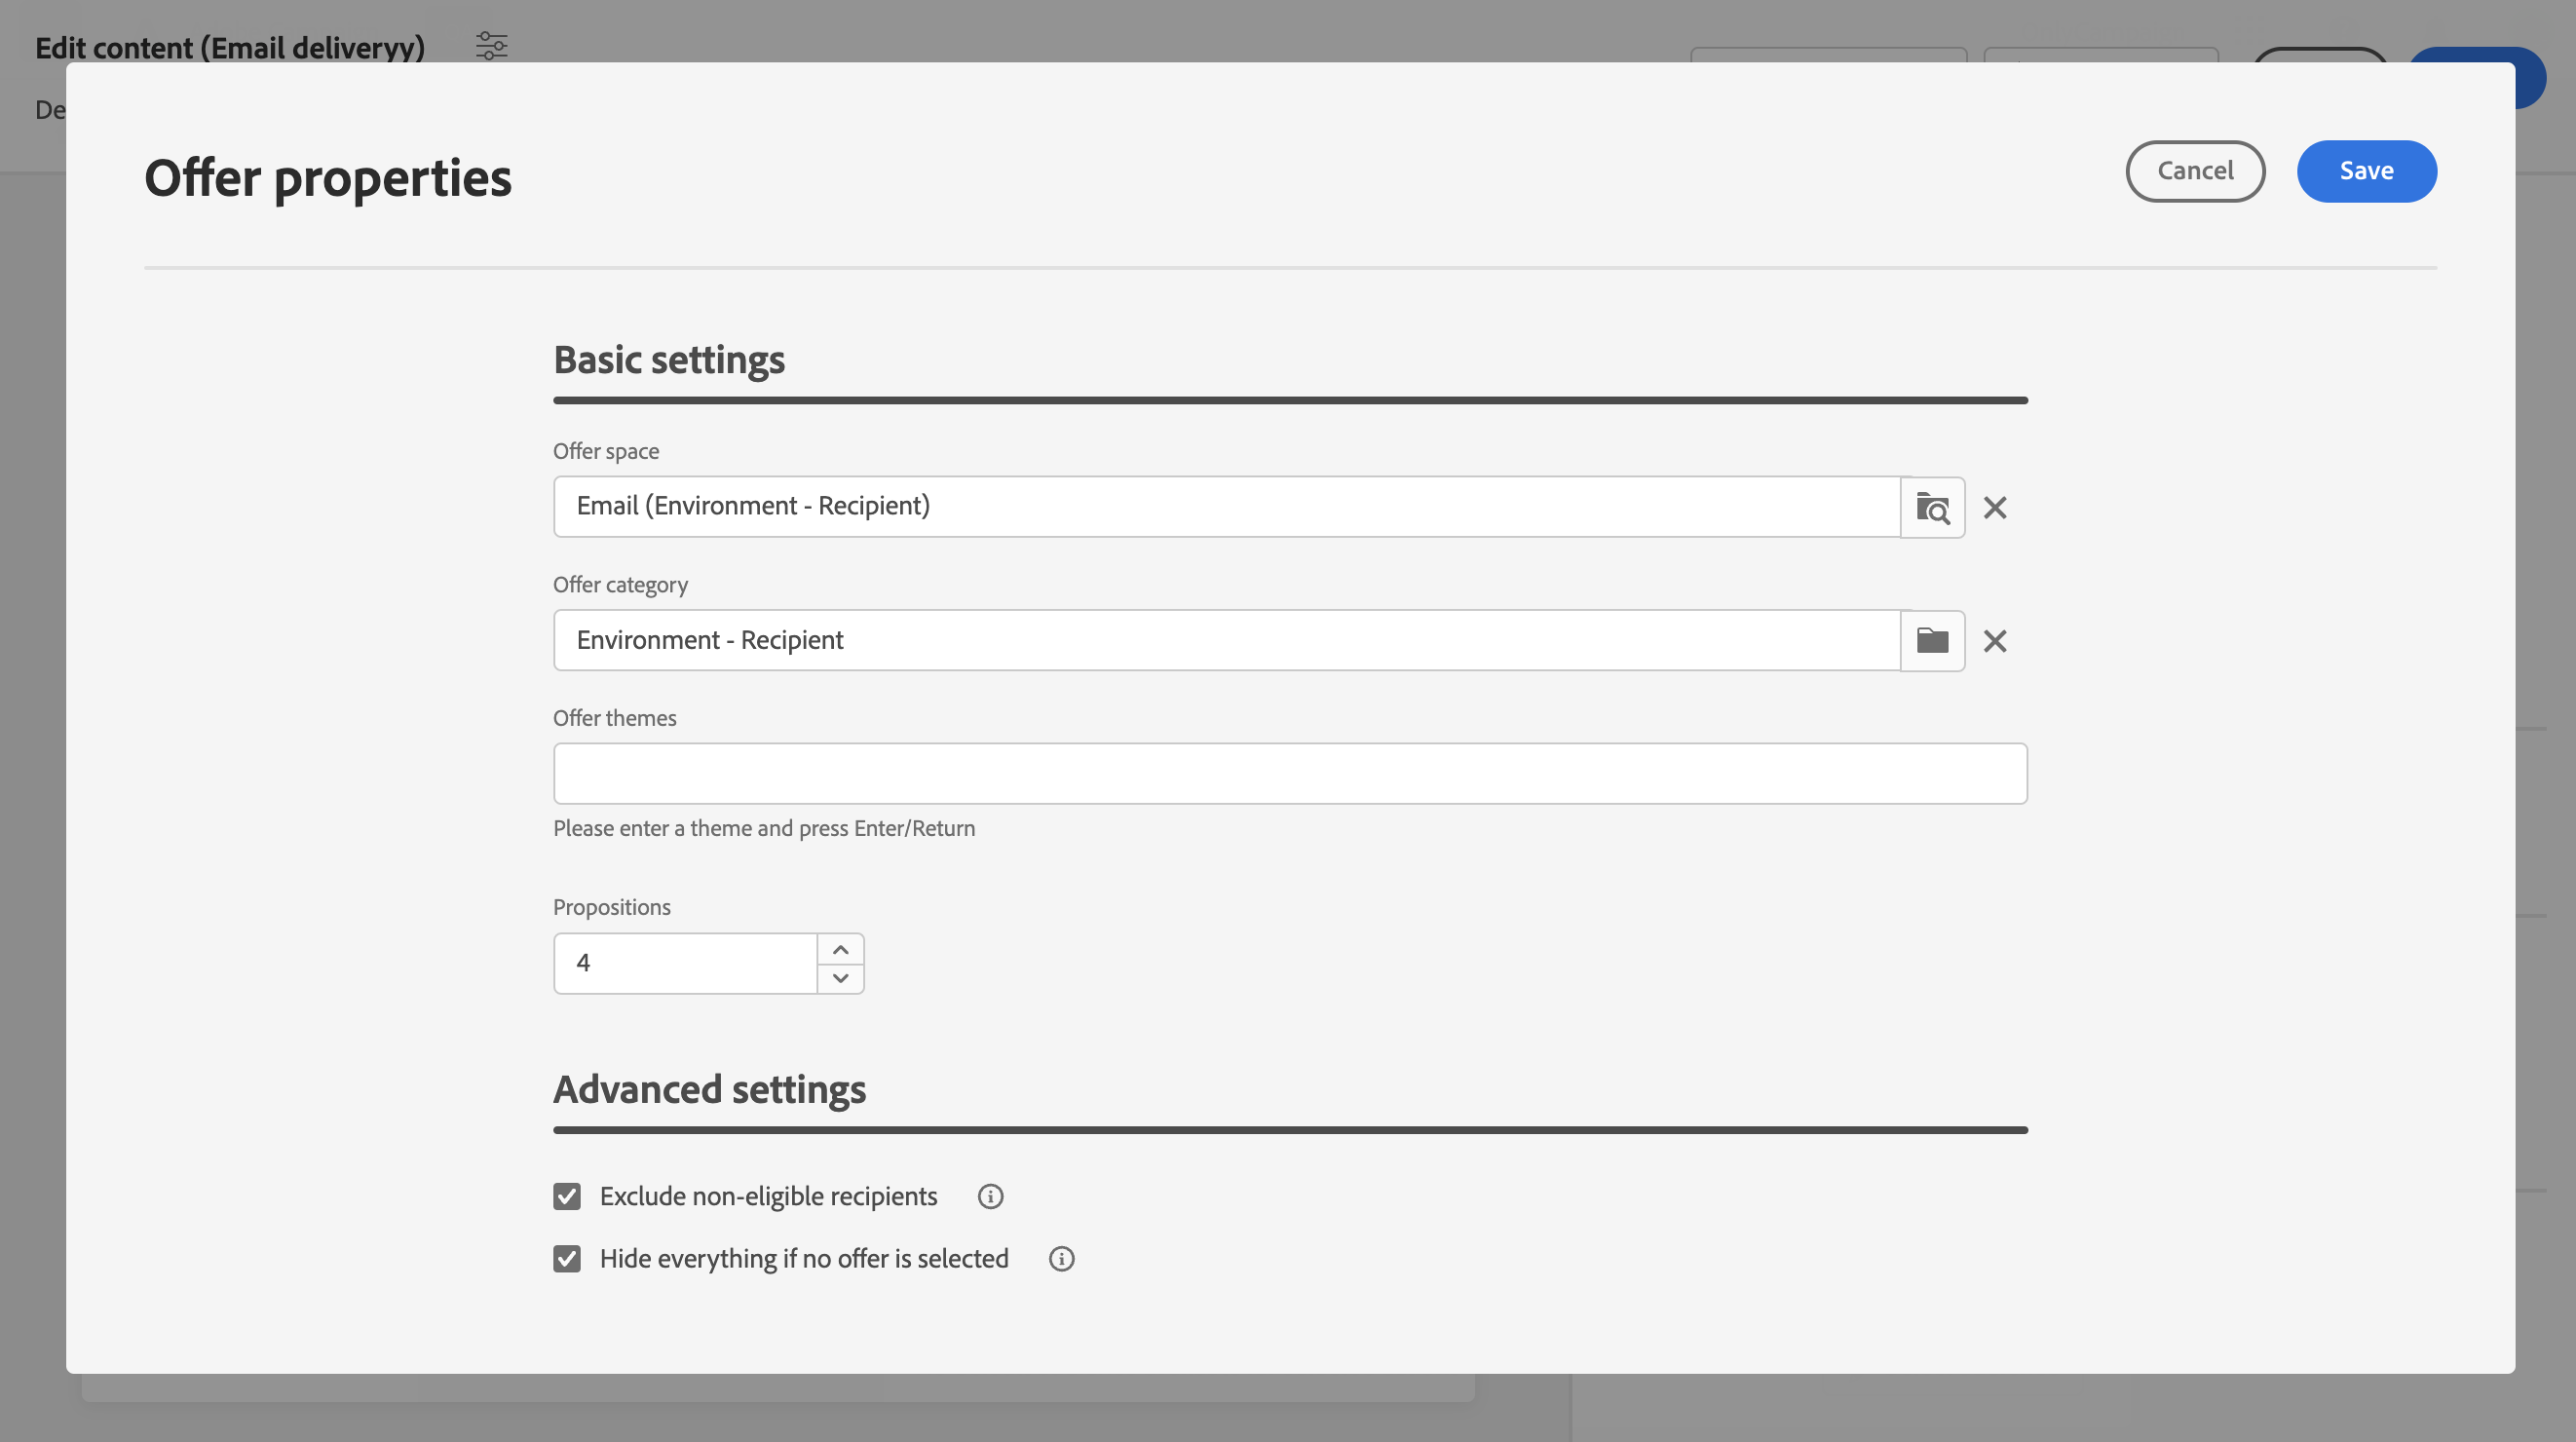 Edit content (Email deliveryy)
De
Offer properties
Cancel
Save
Basic settings
Offer space
Email (Environment - Recipient)
Offer category
Environment - Recipient
Offer themes
Please enter a theme and press Enter/Return
Propositions
4
Advanced settings
Exclude non-eligible recipients
Hide everything if no offer is selected